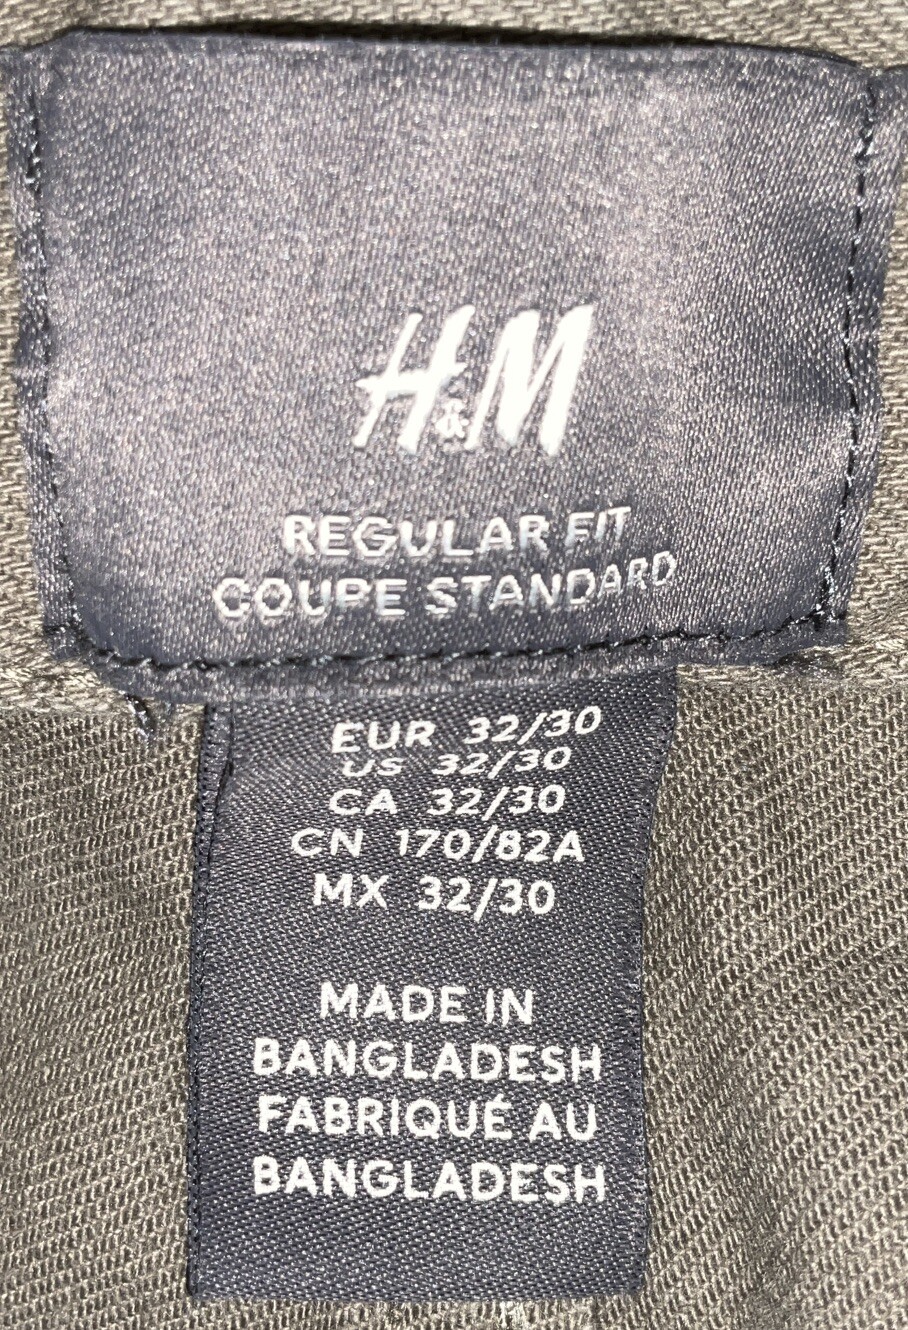 H&M
REGULAR FIT
COUPE STANDARD
EUR 32/30
US 32/30
CA 32/30
CN 170/82A
MX 32/30
MADE IN
BANGLADESH
FABRIQUÉ AU
BANGLADESH